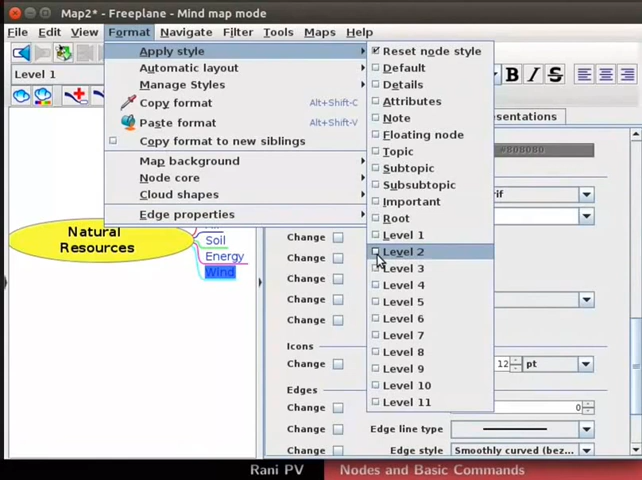 Map2* - Freeplane - Mind map mode
File Edit View Format Navigate Filter Tools Maps Help
Level 1
Apply style
Automatic layout
Manage Styles
Copy format Alt+Shift-C
Paste format Alt+Shift-V
Copy format to new siblings
Map background
Node core
Cloud shapes
Edge properties
Reset node style
Default
Details
Attributes
Note
Floating node
Topic
Subtopic
Subsubtopic
Important
Root
Level 1
Level 2
Level 3
Level 4
Level 5
Level 6
Level 7
Level 8
Level 9
Level 10
Level 11
B I
#808080
Natural
Resources
Soil
Energy
Wind
Change
Change
Change
Change
Change
Icons
Change 12 pt
Edges
Change 0
Change Edge line type
Change Edge style Smoothly curved (bez...
Rani PV Nodes and Basic Commands